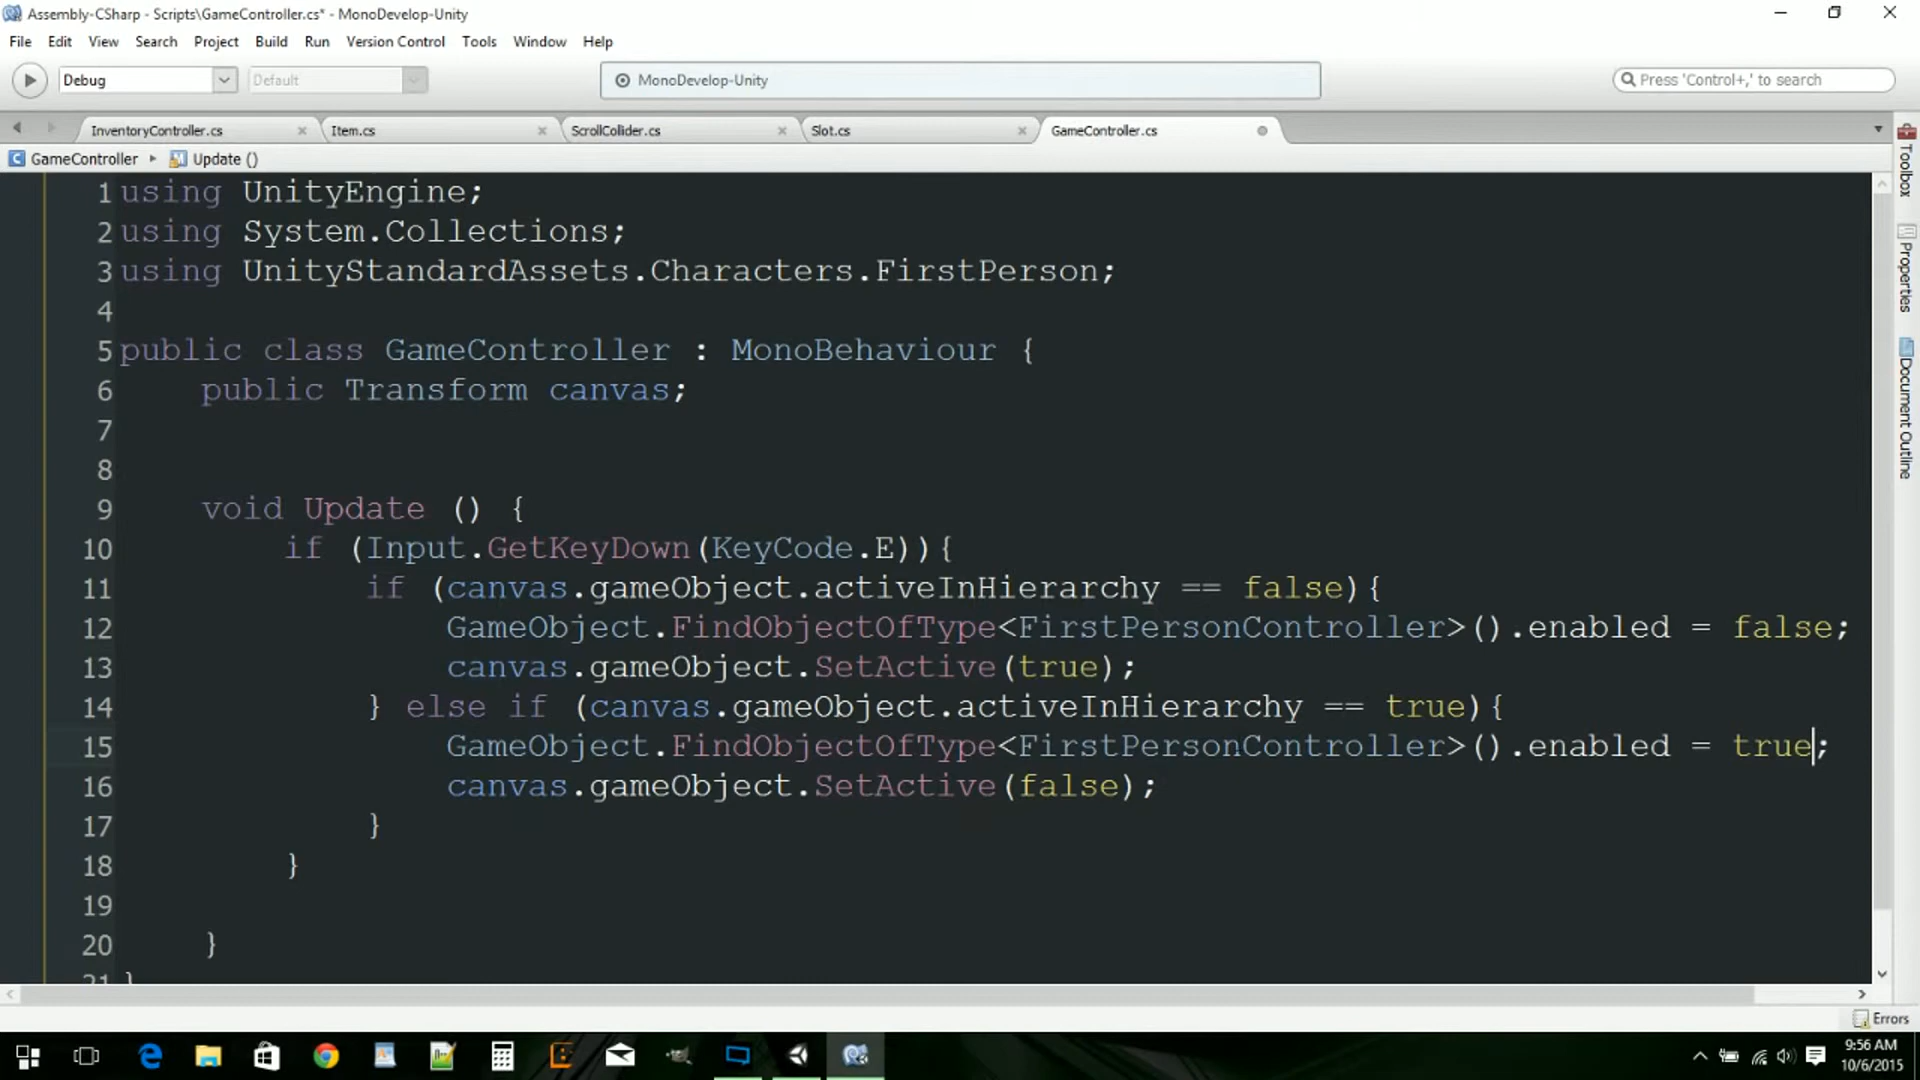 Assembly-CSharp - Scripts\GameController.cs* - MonoDevelop-Unity
File Edit View Search Project Build Run Version Control Tools Window Help
Debug Default MonoDevelop-Unity Press 'Control+,' to search
InventoryController.cs Item.cs ScrollCollider.cs Slot.cs GameController.cs
GameController Update ()
1 using UnityEngine;
2 using System.Collections;
3 using UnityStandardAssets.Characters.FirstPerson;
4
5 public class GameController : MonoBehaviour {
6 public Transform canvas;
7
8
9 void Update () {
10 if (Input.GetKeyDown(KeyCode.E)){
11 if (canvas.gameObject.activeInHierarchy == false){
12 GameObject.FindObjectOfType<FirstPersonController>().enabled = false;
13 canvas.gameObject.SetActive(true);
14 } else if (canvas.gameObject.activeInHierarchy == true){
15 GameObject.FindObjectOfType<FirstPersonController>().enabled = true;
16 canvas.gameObject.SetActive(false);
17 }
18 }
19
20 }
21 }
Toolbox
Properties
Document Outline
Errors
9:56 AM
10/6/2015